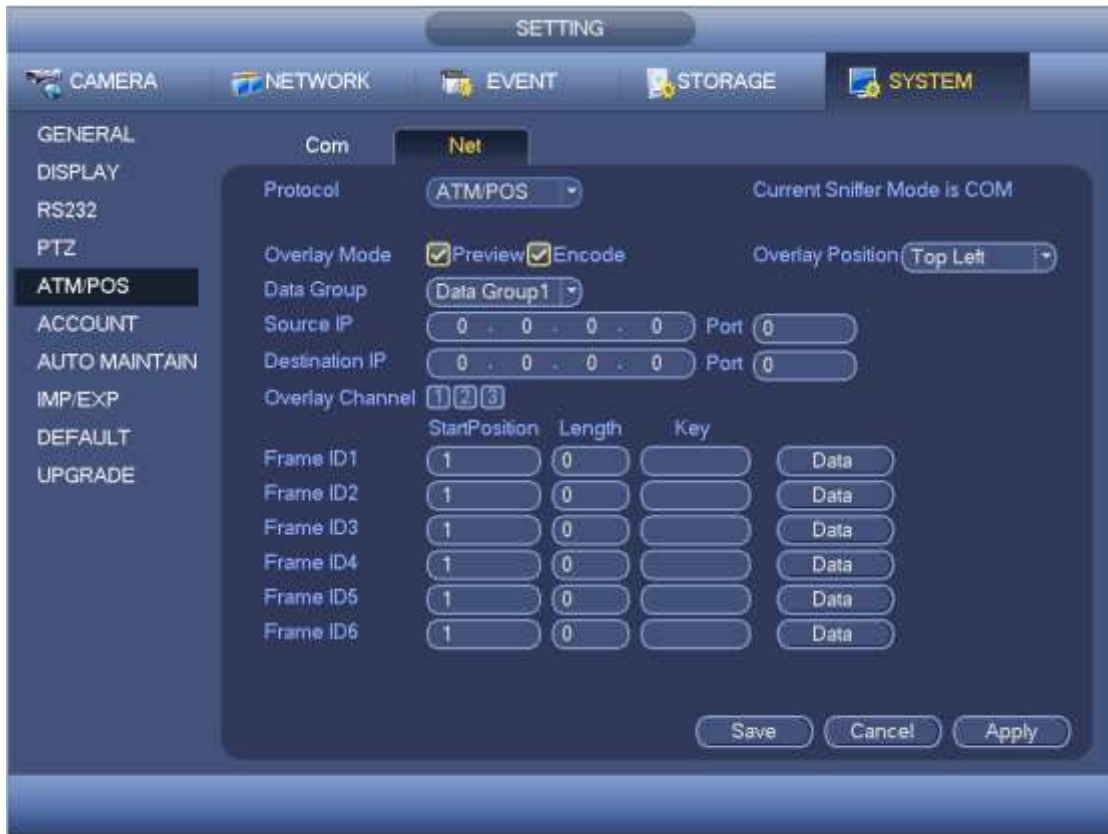 SETTING
CAMERA NETWORK EVENT STORAGE SYSTEM
GENERAL
DISPLAY
RS232
PTZ
ATM/POS
ACCOUNT
AUTO MAINTAIN
IMP/EXP
DEFAULT
UPGRADE
Com Net
Protocol ATM/POS Current Sniffer Mode is COM
Overlay Mode Preview Encode Overlay Position Top Left
Data Group Data Group1
Source IP 0 . 0 . 0 . 0 Port 0
Destination IP 0 . 0 . 0 . 0 Port 0
Overlay Channel 1 2 3
StartPosition Length Key
Frame ID1 1 0 Data
Frame ID2 1 0 Data
Frame ID3 1 0 Data
Frame ID4 1 0 Data
Frame ID5 1 0 Data
Frame ID6 1 0 Data
Save Cancel Apply